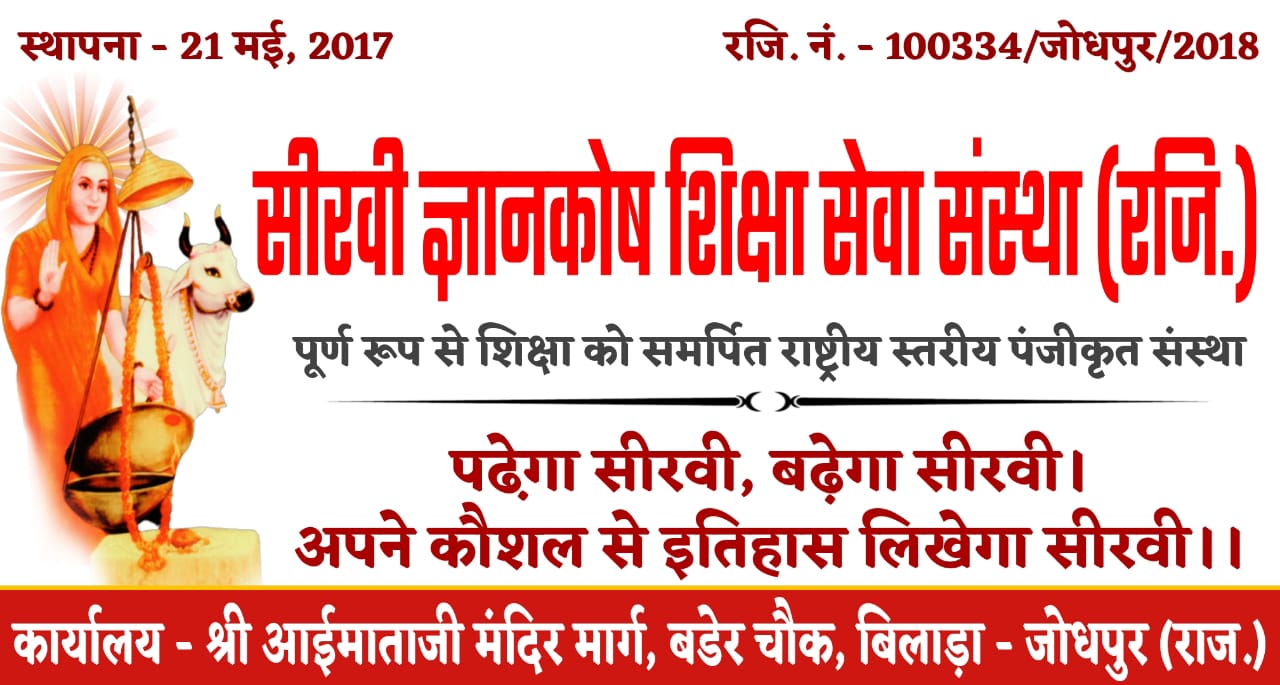 स्थापना - 21 मई, 2017
रजि. नं. - 100334/जोधपुर/2018
सीरवी ज्ञानकोष शिक्षा सेवा संस्था (रजि.)
पूर्ण रूप से शिक्षा को समर्पित राष्ट्रीय स्तरीय पंजीकृत संस्था
पढे़गा सीरवी, बढ़ेगा सीरवी।
अपने कौशल से इतिहास लिखेगा सीरवी।।
कार्यालय - श्री आईमाताजी मंदिर मार्ग, बडेर चौक, बिलाड़ा - जोधपुर (राज.)